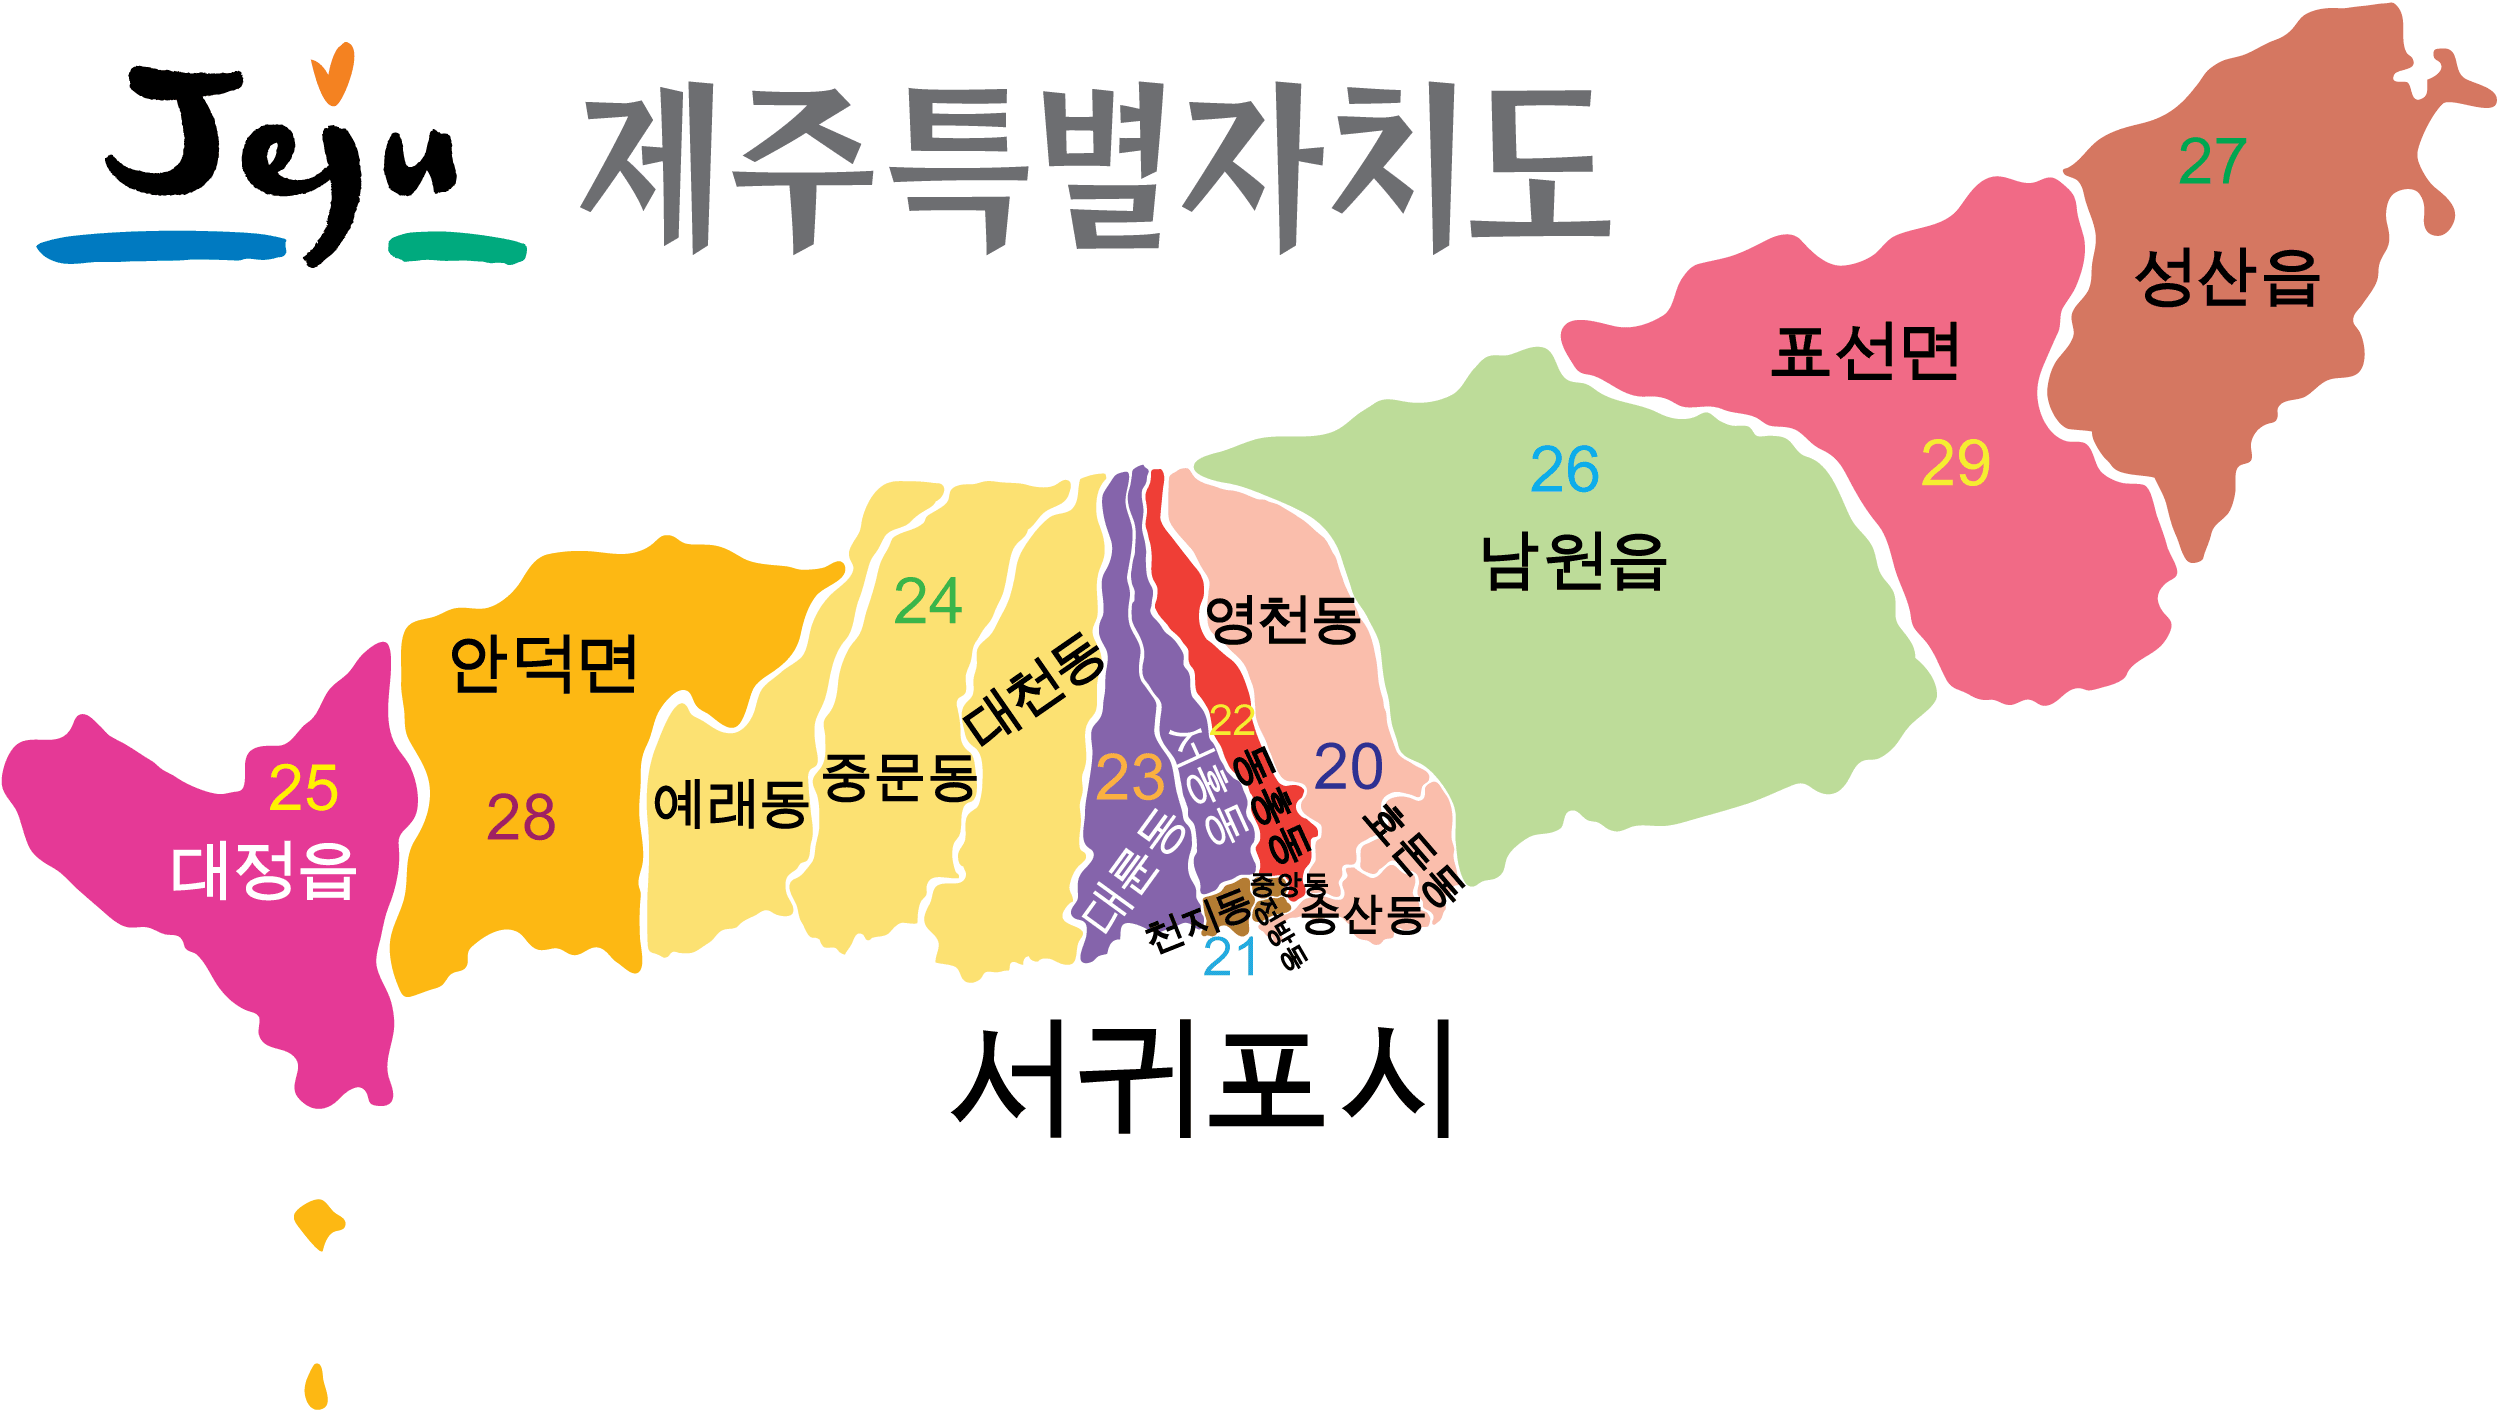 Jeju 제주특별자치도
27
성산읍
표선면
29
26
남원읍
24
영천동
안덕면
대천동
22
25
28
예래동
중문동
23
서홍동
동홍동
20
대륜동
효돈동
대정읍
중앙동
천지동
정방동
송산동
21
서귀포시